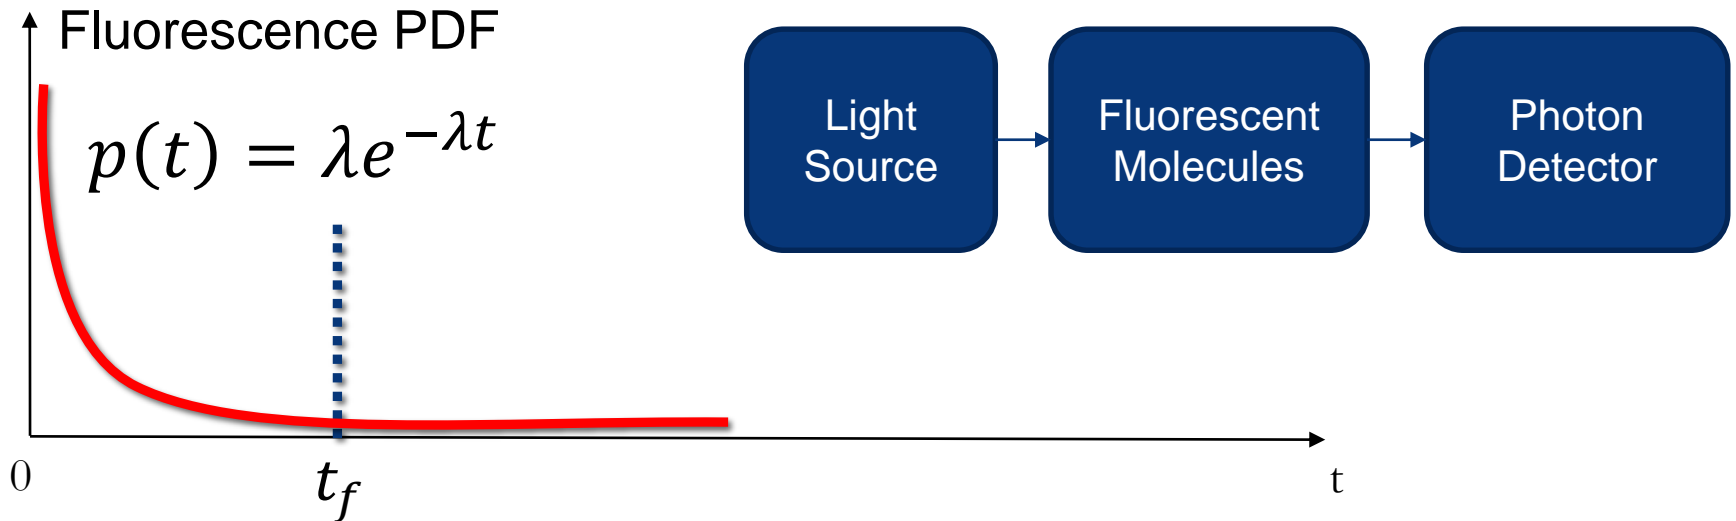 Fluorescence PDF
p(t) = λe^{-λt}
0
t_f
t
Light
Source
Fluorescent
Molecules
Photon
Detector